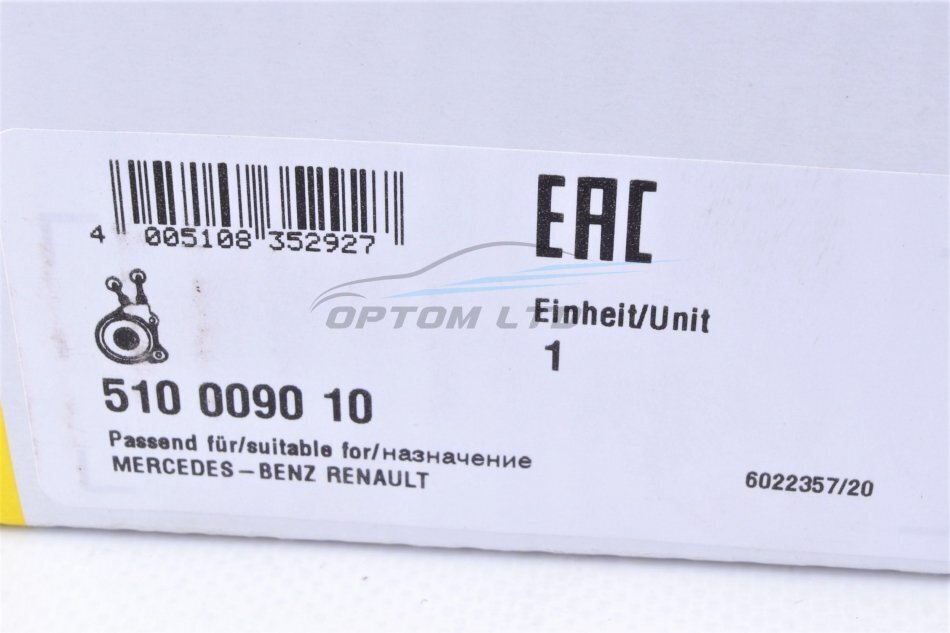 4 005108 352927
EAC
OPTOM LTD
Einheit/Unit
1
510 0090 10
Passend für/suitable for/назначение
MERCEDES–BENZ RENAULT
6022357/20